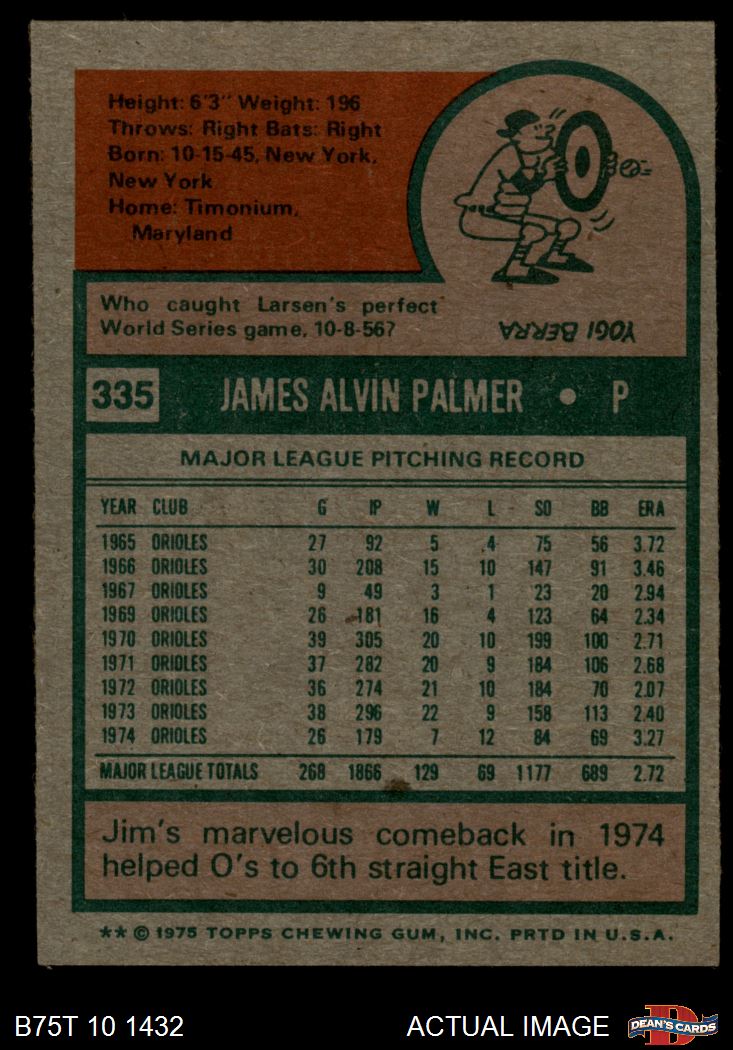 Height: 6'3" Weight: 196
Throws: Right Bats: Right
Born: 10-15-45, New York,
New York
Home: Timonium,
Maryland
Who caught Larsen's perfect
World Series game, 10-8-56?
YOGI BERRA
335 JAMES ALVIN PALMER • P
MAJOR LEAGUE PITCHING RECORD
YEAR CLUB G IP W L SO BB ERA
1965 ORIOLES 27 92 5 4 75 56 3.72
1966 ORIOLES 30 208 15 10 147 91 3.46
1967 ORIOLES 9 49 3 1 23 20 2.94
1969 ORIOLES 26 181 16 4 123 64 2.34
1970 ORIOLES 39 305 20 10 199 100 2.71
1971 ORIOLES 37 282 20 9 184 106 2.68
1972 ORIOLES 36 274 21 10 184 70 2.07
1973 ORIOLES 38 296 22 9 158 113 2.40
1974 ORIOLES 26 179 7 12 84 69 3.27
MAJOR LEAGUE TOTALS 268 1866 129 69 1177 689 2.72
Jim's marvelous comeback in 1974
helped O's to 6th straight East title.
** © 1975 TOPPS CHEWING GUM, INC. PRTD IN U.S.A.
B75T 10 1432 ACTUAL IMAGE D DEAN'S CARDS